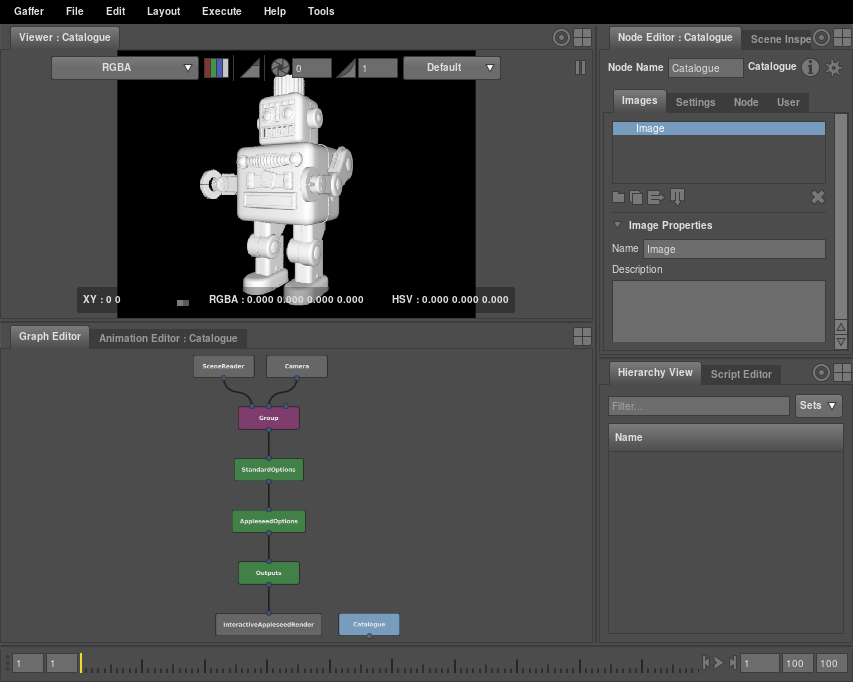 Gaffer File Edit Layout Execute Help Tools
Viewer : Catalogue
RGBA 0 1 Default
XY : 0 0 RGBA : 0.000 0.000 0.000 0.000 HSV : 0.000 0.000 0.000
Graph Editor Animation Editor : Catalogue
SceneReader Camera
Group
StandardOptions
AppleseedOptions
Outputs
InteractiveAppleseedRender Catalogue
Node Editor : Catalogue Scene Inspe
Node Name Catalogue Catalogue
Images Settings Node User
Image
Image Properties
Name Image
Description
Hierarchy View Script Editor
Filter... Sets
Name
1 1 1 100 100